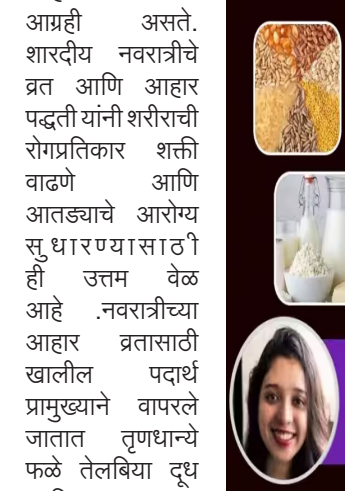 आग्रही असते.
शारदीय नवरात्रीचे
व्रत आणि आहार
पद्धती यांनी शरीराची
रोगप्रतिकार शक्ती
वाढणे आणि
आतड्याचे आरोग्य
सुधारण्यासाठी
ही उत्तम वेळ
आहे .नवरात्रीच्या
आहार व्रतासाठी
खालील पदार्थ
प्रामुख्याने वापरले
जातात तृणधान्ये
फळे तेलबिया दूध